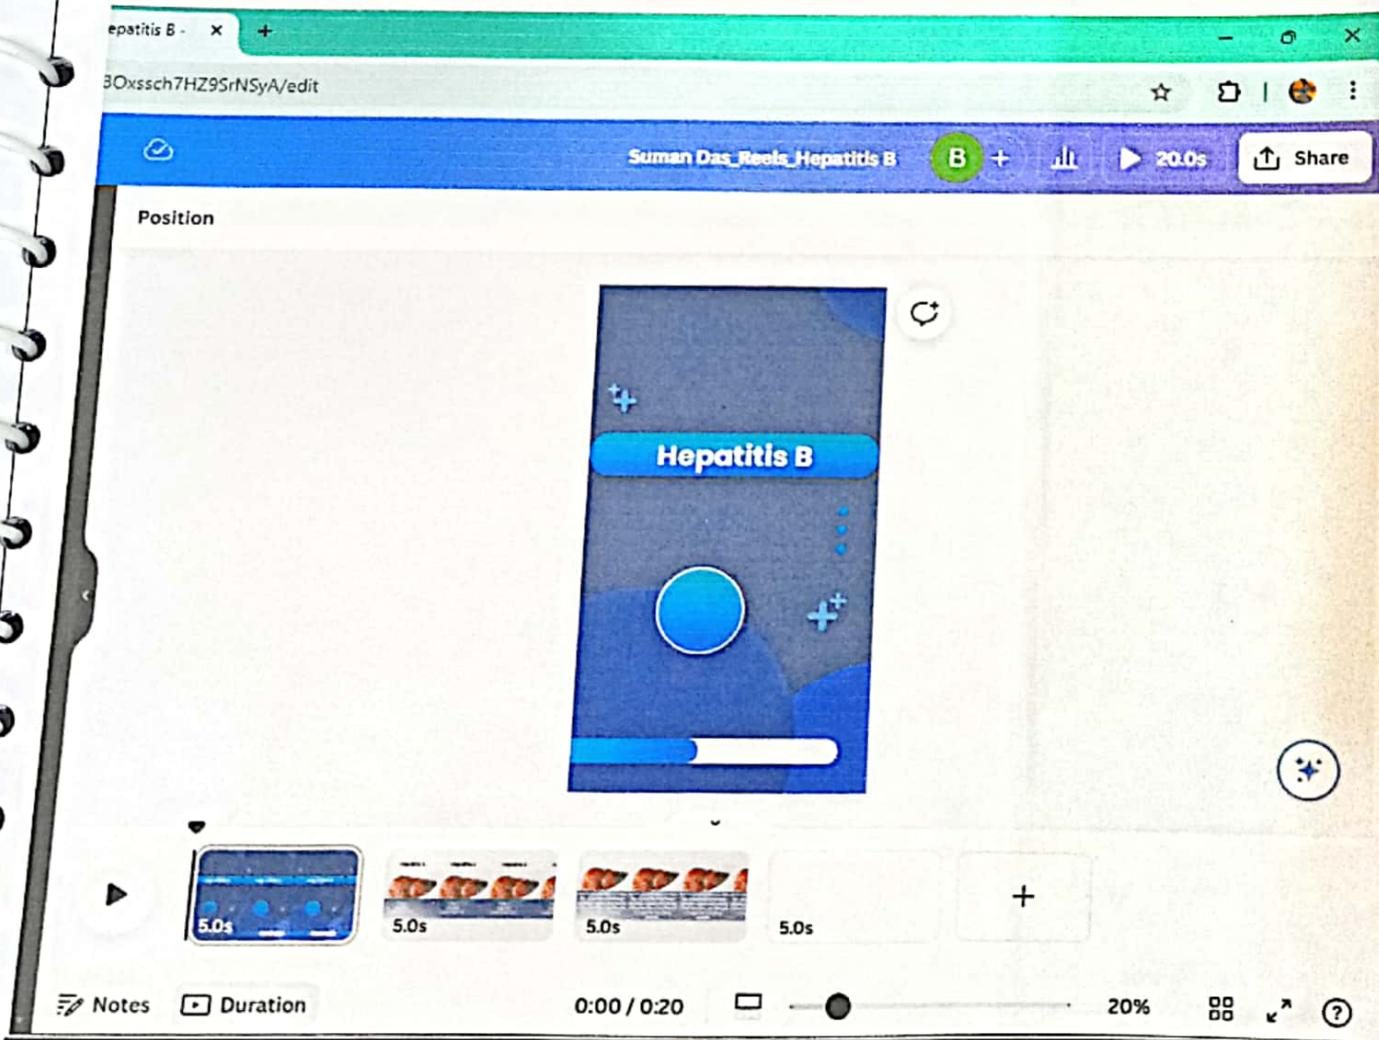 epatitis B -
3Oxssch7HZ9SrNSyA/edit
Suman Das_Reels_Hepatitis B
B
20.0s
Share
Position
Hepatitis B
5.0s
5.0s
5.0s
5.0s
Notes
Duration
0:00 / 0:20
20%